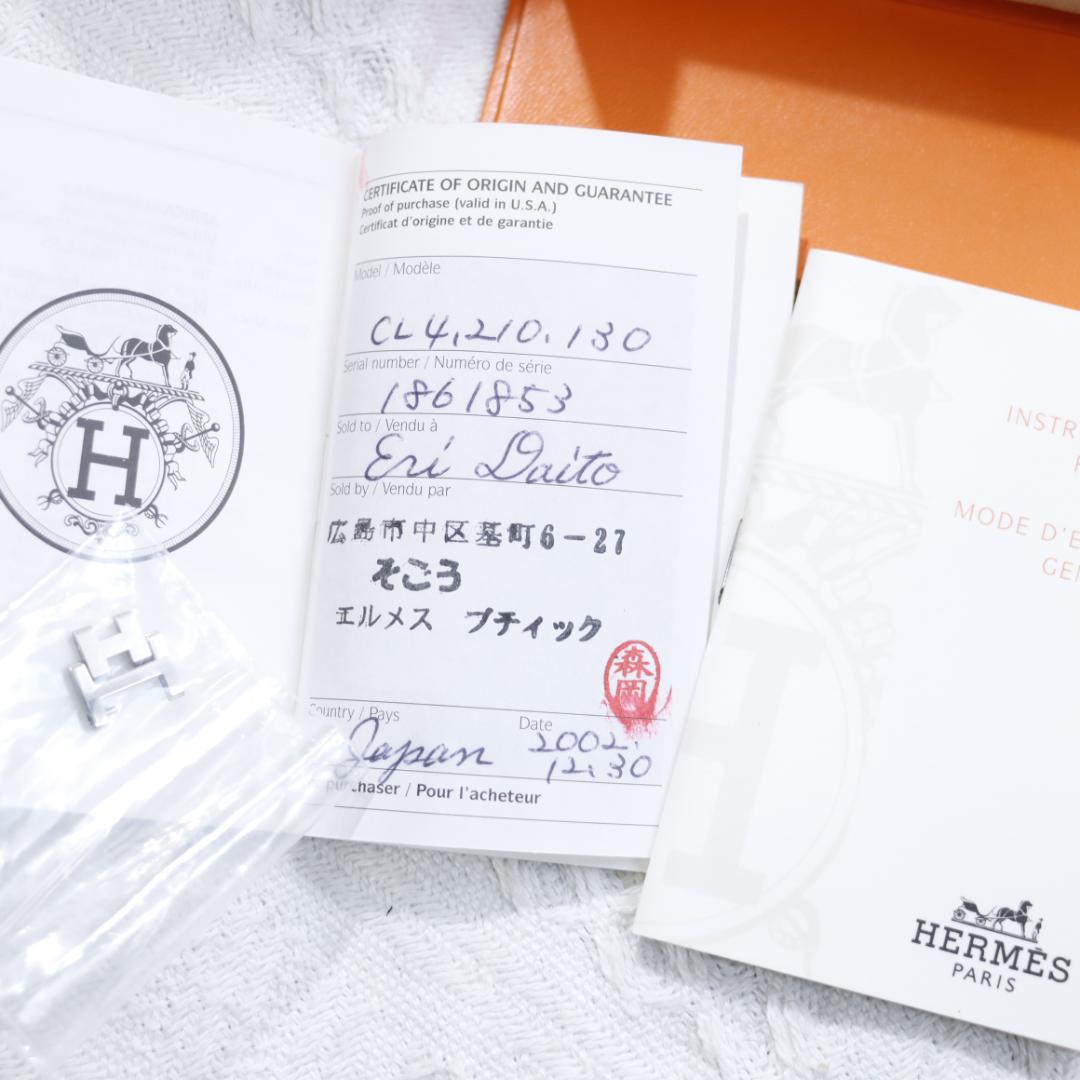 H
CERTIFICATE OF ORIGIN AND GUARANTEE
Proof of purchase (valid in U.S.A.)
Certificat d'origine et de garantie
Model / Modèle
CL4.210.130
Serial number / Numéro de série
1861853
Sold to / Vendu à
Eri Daito
Sold by / Vendu par
広島市中区基町6-27
そごう
エルメス ブティック
森岡
Country / Pays
Date
Japan
2002.
12.30
purchaser / Pour l'acheteur
INSTR
MODE D'E
GE
HERMÈS
PARIS